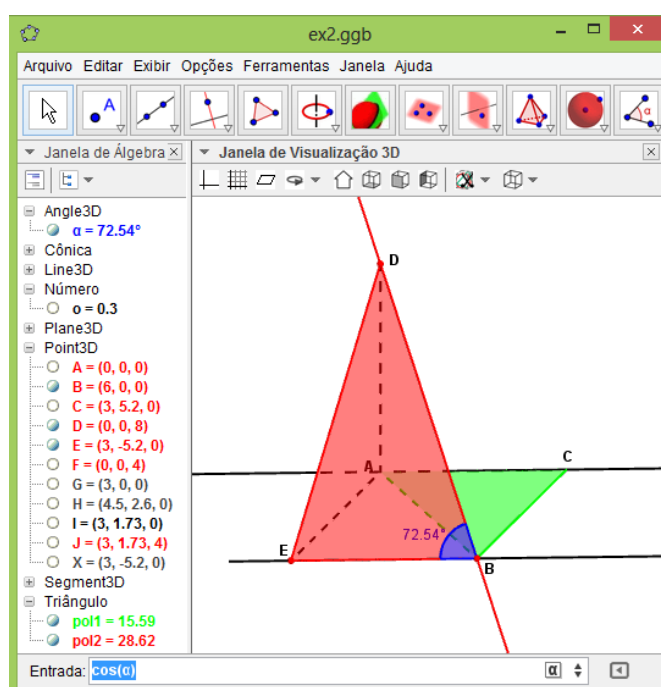 ex2.ggb
Arquivo Editar Exibir Opções Ferramentas Janela Ajuda
A
α
Janela de Álgebra
Janela de Visualização 3D
Angle3D
α = 72.54°
Cônica
Line3D
Número
o = 0.3
Plane3D
Point3D
A = (0, 0, 0)
B = (6, 0, 0)
C = (3, 5.2, 0)
D = (0, 0, 8)
E = (3, -5.2, 0)
F = (0, 0, 4)
G = (3, 0, 0)
H = (4.5, 2.6, 0)
I = (3, 1.73, 0)
J = (3, 1.73, 4)
X = (3, -5.2, 0)
Segment3D
Triângulo
pol1 = 15.59
pol2 = 28.62
D
C
A
72.54°
E
B
Entrada: cos(α)
α